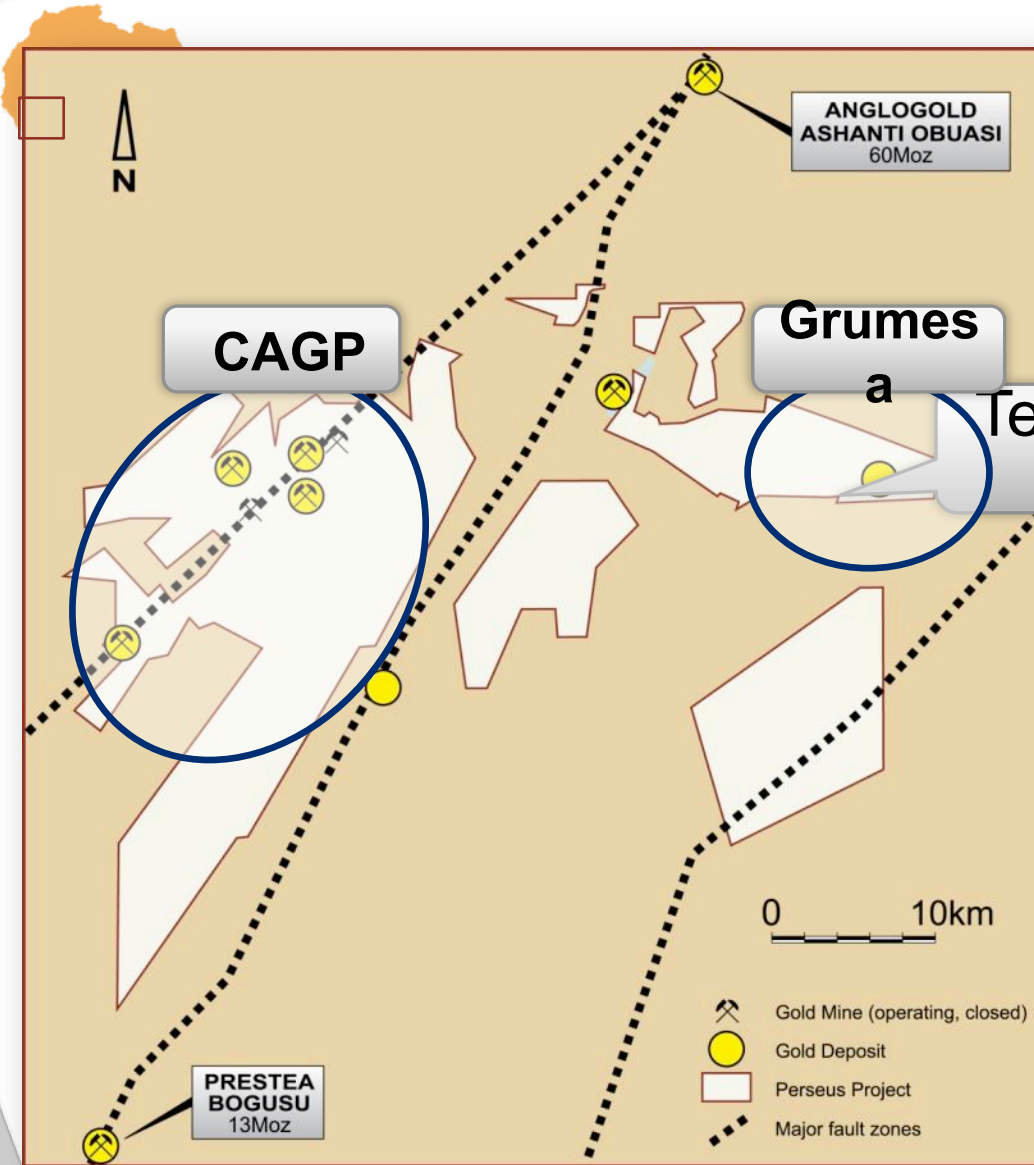 ANGLOGOLD
ASHANTI OBUASI
60Moz
N
CAGP
Grumes
a
Te
0 10km
Gold Mine (operating, closed)
Gold Deposit
Perseus Project
Major fault zones
PRESTEA
BOGUSU
13Moz